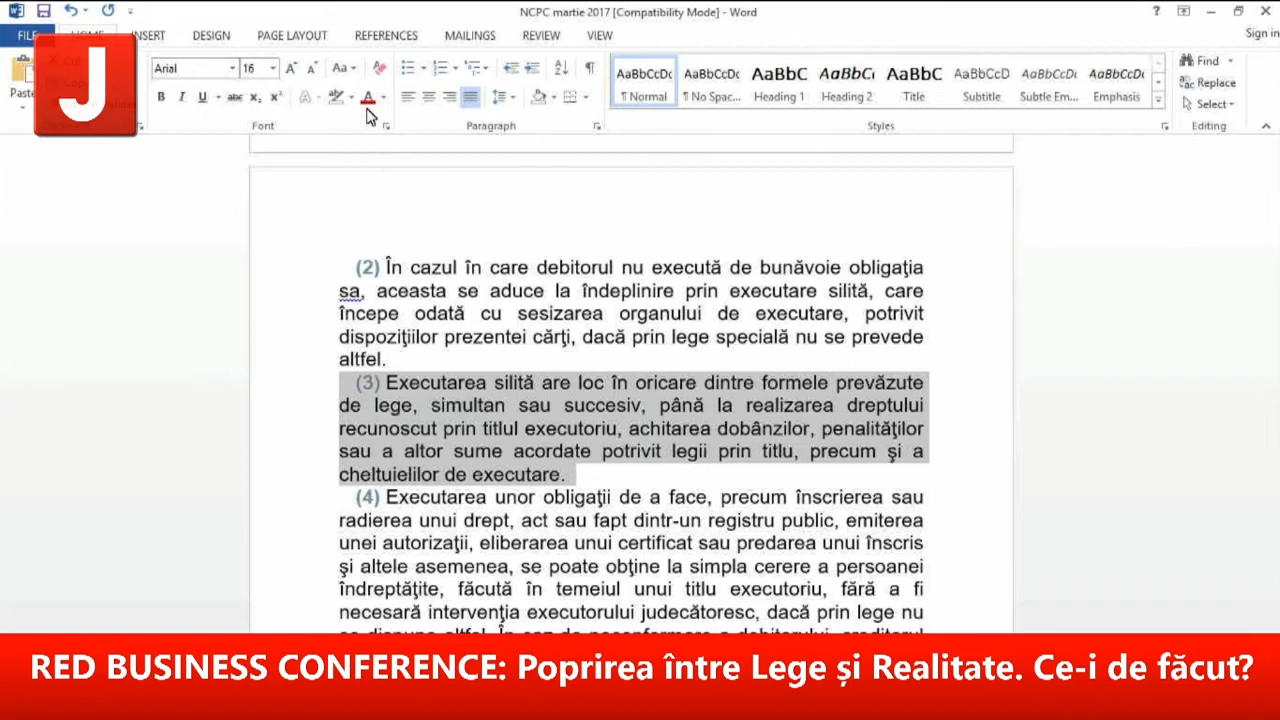 NCPC martie 2017 [Compatibility Mode] - Word
FILE HOME INSERT DESIGN PAGE LAYOUT REFERENCES MAILINGS REVIEW VIEW Sign in
J
Paste
Arial 16 Aa
B I U abc x₂ x² A A
Font
Paragraph
AaBbCcDc AaBbCcDc AaBbC AaBbCc AaBbC AaBbCcD AaBbCcDc AaBbCcDc
¶ Normal ¶ No Spac... Heading 1 Heading 2 Title Subtitle Subtle Em... Emphasis
Styles
Find
Replace
Select
Editing
(2) În cazul în care debitorul nu execută de bunăvoie obligaţia
sa, aceasta se aduce la îndeplinire prin executare silită, care
începe odată cu sesizarea organului de executare, potrivit
dispoziţiilor prezentei cărţi, dacă prin lege specială nu se prevede
altfel.
(3) Executarea silită are loc în oricare dintre formele prevăzute
de lege, simultan sau succesiv, până la realizarea dreptului
recunoscut prin titlul executoriu, achitarea dobânzilor, penalităţilor
sau a altor sume acordate potrivit legii prin titlu, precum şi a
cheltuielilor de executare.
(4) Executarea unor obligaţii de a face, precum înscrierea sau
radierea unui drept, act sau fapt dintr-un registru public, emiterea
unei autorizaţii, eliberarea unui certificat sau predarea unui înscris
şi altele asemenea, se poate obţine la simpla cerere a persoanei
îndreptăţite, făcută în temeiul unui titlu executoriu, fără a fi
necesară intervenţia executorului judecătoresc, dacă prin lege nu
RED BUSINESS CONFERENCE: Poprirea între Lege și Realitate. Ce-i de făcut?